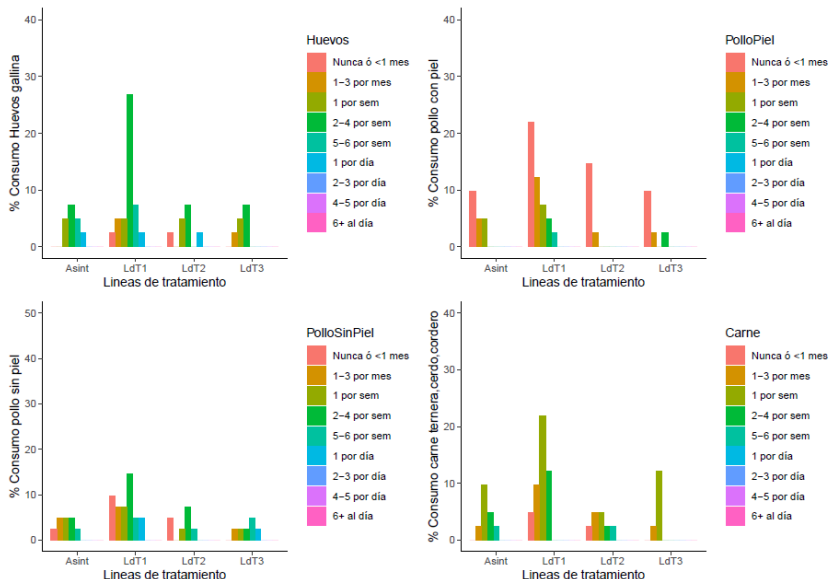 % Consumo Huevos gallina
40
30
20
10
0
Asint LdT1 LdT2 LdT3
Lineas de tratamiento
Huevos
Nunca ó <1 mes
1−3 por mes
1 por sem
2−4 por sem
5−6 por sem
1 por día
2−3 por día
4−5 por día
6+ al día
% Consumo pollo con piel
40
30
20
10
0
Asint LdT1 LdT2 LdT3
Lineas de tratamiento
PolloPiel
Nunca ó <1 mes
1−3 por mes
1 por sem
2−4 por sem
5−6 por sem
1 por día
2−3 por día
4−5 por día
6+ al día
% Consumo pollo sin piel
50
40
30
20
10
0
Asint LdT1 LdT2 LdT3
Lineas de tratamiento
PolloSinPiel
Nunca ó <1 mes
1−3 por mes
1 por sem
2−4 por sem
5−6 por sem
1 por día
2−3 por día
4−5 por día
6+ al día
% Consumo carne ternera,cerdo,cordero
40
30
20
10
0
Asint LdT1 LdT2 LdT3
Lineas de tratamiento
Carne
Nunca ó <1 mes
1−3 por mes
1 por sem
2−4 por sem
5−6 por sem
1 por día
2−3 por día
4−5 por día
6+ al día